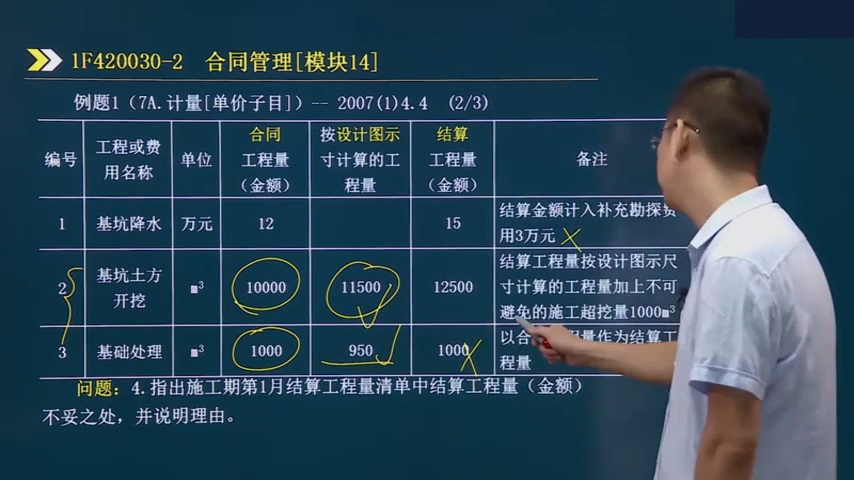 1F420030-2 合同管理[模块14]
例题1（7A.计量[单价子目]）-- 2007(1)4.4 (2/3)
编号
工程或费
用名称
单位
合同
工程量
（金额）
按设计图示
寸计算的工
程量
结算
工程量
（金额）
备注
1
基坑降水
万元
12
15
结算金额计入补充勘探费
用3万元
2
基坑土方
开挖
m³
10000
11500
12500
结算工程量按设计图示尺
寸计算的工程量加上不可
避免的施工超挖量1000m³
3
基础处理
m³
1000
950
1000
以合 工程量作为结算工
程量
问题：4.指出施工期第1月结算工程量清单中结算工程量（金额）
不妥之处，并说明理由。